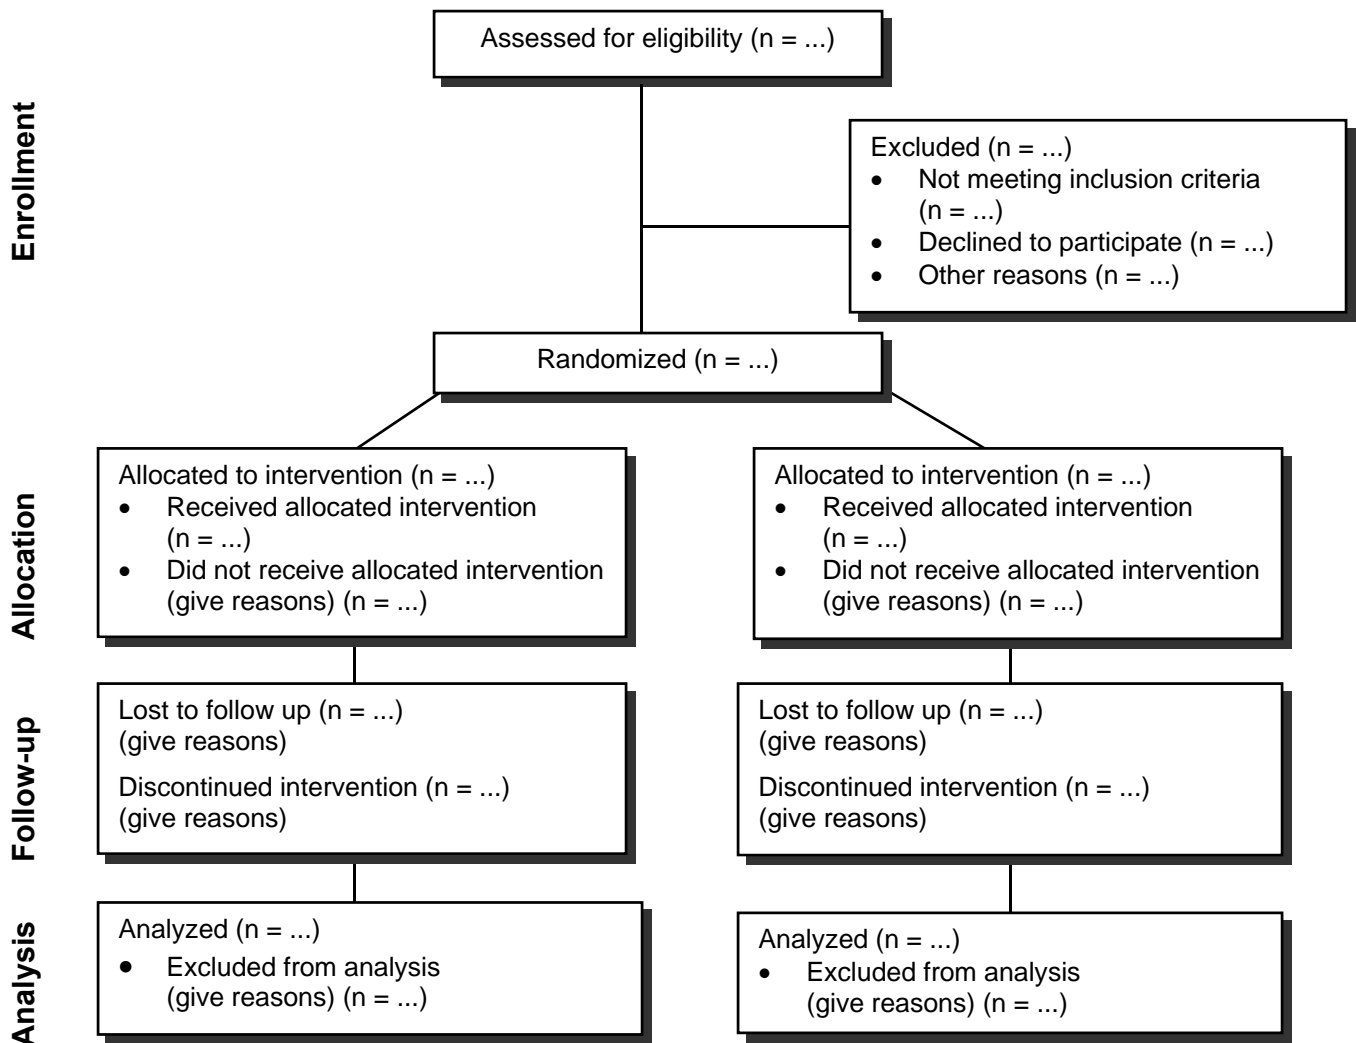 Enrollment
Assessed for eligibility (n = ...)
Excluded (n = ...)
• Not meeting inclusion criteria
(n = ...)
• Declined to participate (n = ...)
• Other reasons (n = ...)
Randomized (n = ...)
Allocation
Allocated to intervention (n = ...)
• Received allocated intervention
(n = ...)
• Did not receive allocated intervention
(give reasons) (n = ...)
Allocated to intervention (n = ...)
• Received allocated intervention
(n = ...)
• Did not receive allocated intervention
(give reasons) (n = ...)
Follow-up
Lost to follow up (n = ...)
(give reasons)
Discontinued intervention (n = ...)
(give reasons)
Lost to follow up (n = ...)
(give reasons)
Discontinued intervention (n = ...)
(give reasons)
Analysis
Analyzed (n = ...)
• Excluded from analysis
(give reasons) (n = ...)
Analyzed (n = ...)
• Excluded from analysis
(give reasons) (n = ...)